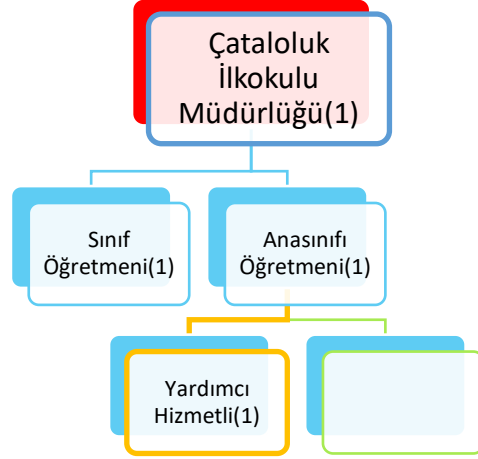 Çataloluk
İlkokulu
Müdürlüğü(1)
Sınıf
Öğretmeni(1)
Anasınıfı
Öğretmeni(1)
Yardımcı
Hizmetli(1)